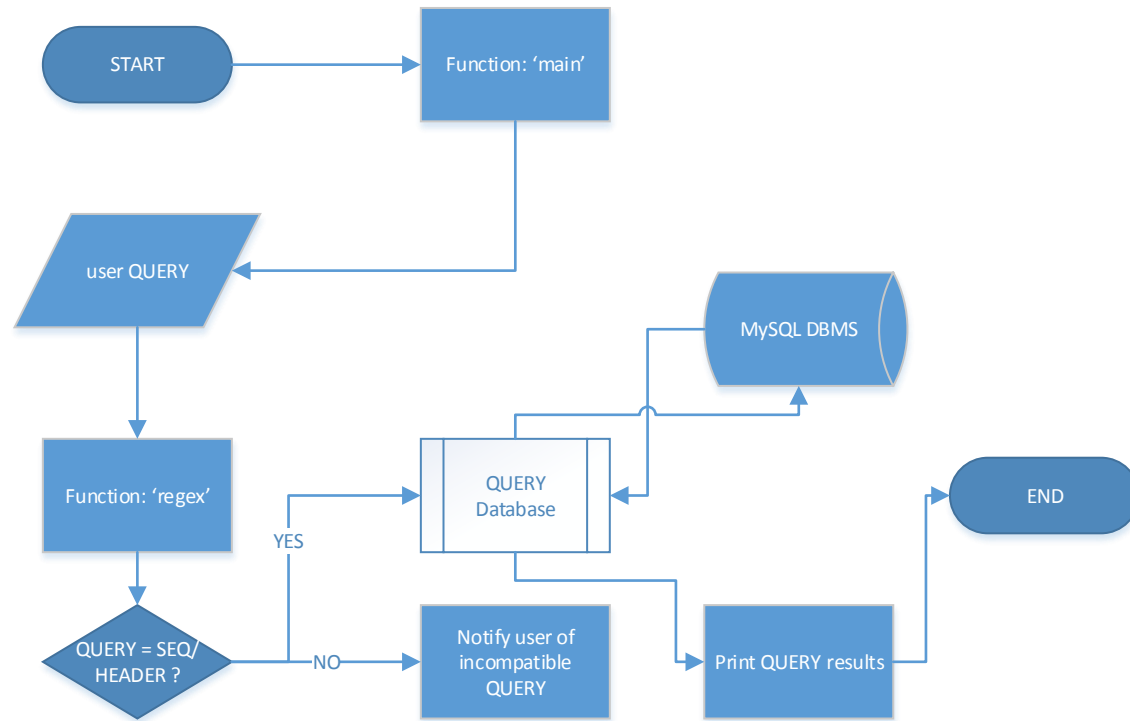 START
Function: ‘main’
user QUERY
MySQL DBMS
Function: ‘regex’
QUERY
Database
END
YES
QUERY = SEQ/
HEADER ?
NO
Notify user of
incompatible
QUERY
Print QUERY results